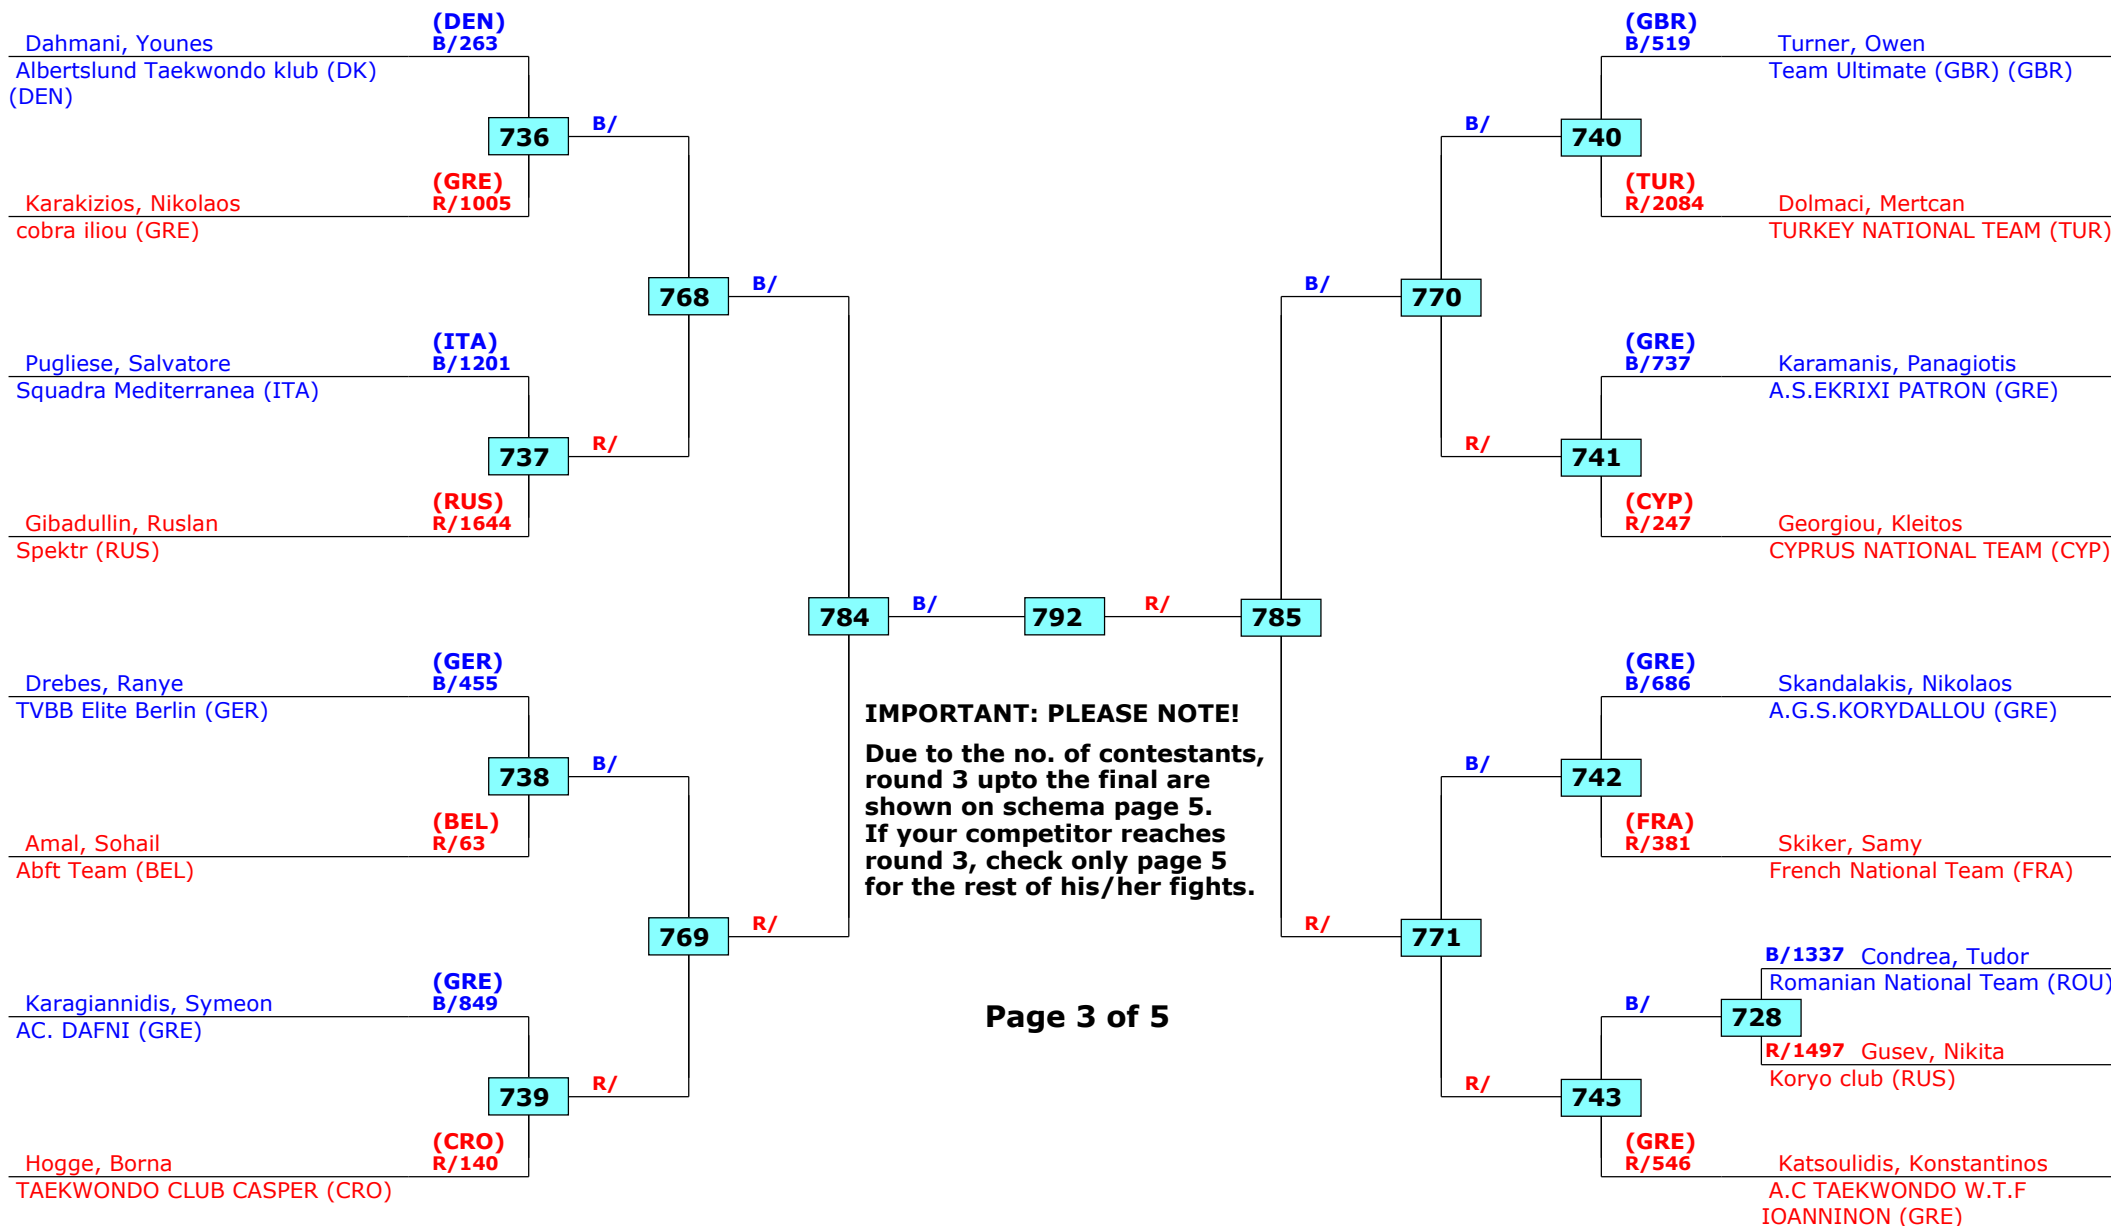 (DEN)
Dahmani, Younes B/263
Albertslund Taekwondo klub (DK)
(DEN)
736 B/
(GRE)
Karakizios, Nikolaos R/1005
cobra iliou (GRE)
768 B/
(ITA)
Pugliese, Salvatore B/1201
Squadra Mediterranea (ITA)
737 R/
(RUS)
Gibadullin, Ruslan R/1644
Spektr (RUS)
784 B/ 792 R/ 785
(GER)
Drebes, Ranye B/455
TVBB Elite Berlin (GER)
738 B/
(BEL)
Amal, Sohail R/63
Abft Team (BEL)
769 R/
(GRE)
Karagiannidis, Symeon B/849
AC. DAFNI (GRE)
739 R/
(CRO)
Hogge, Borna R/140
TAEKWONDO CLUB CASPER (CRO)
IMPORTANT: PLEASE NOTE!
Due to the no. of contestants,
round 3 upto the final are
shown on schema page 5.
If your competitor reaches
round 3, check only page 5
for the rest of his/her fights.
Page 3 of 5
(GBR)
B/519 Turner, Owen
Team Ultimate (GBR) (GBR)
B/ 740
(TUR)
R/2084 Dolmaci, Mertcan
TURKEY NATIONAL TEAM (TUR)
B/ 770
(GRE)
B/737 Karamanis, Panagiotis
A.S.EKRIXI PATRON (GRE)
R/ 741
(CYP)
R/247 Georgiou, Kleitos
CYPRUS NATIONAL TEAM (CYP)
(GRE)
B/686 Skandalakis, Nikolaos
A.G.S.KORYDALLOU (GRE)
B/ 742
(FRA)
R/381 Skiker, Samy
French National Team (FRA)
R/ 771
B/1337 Condrea, Tudor
Romanian National Team (ROU)
B/ 728
R/1497 Gusev, Nikita
Koryo club (RUS)
R/ 743
(GRE)
R/546 Katsoulidis, Konstantinos
A.C TAEKWONDO W.T.F
IOANNINON (GRE)